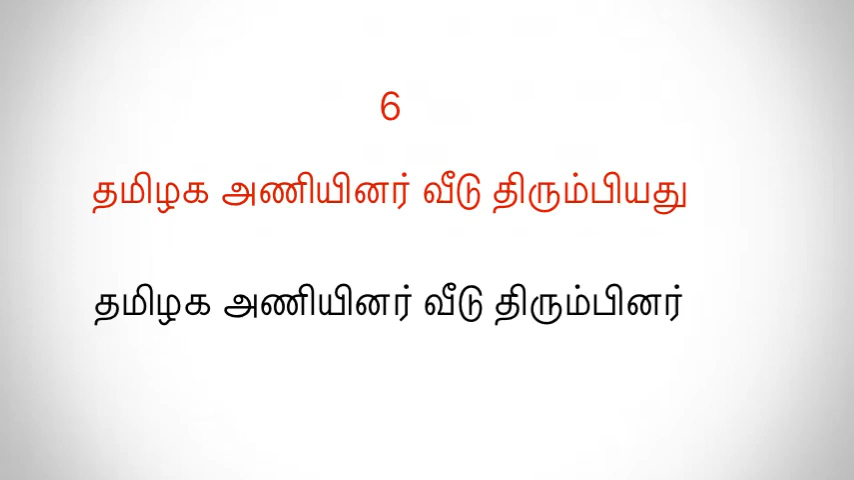 6
தமிழக அணியினர் வீடு திரும்பியது
தமிழக அணியினர் வீடு திரும்பினர்